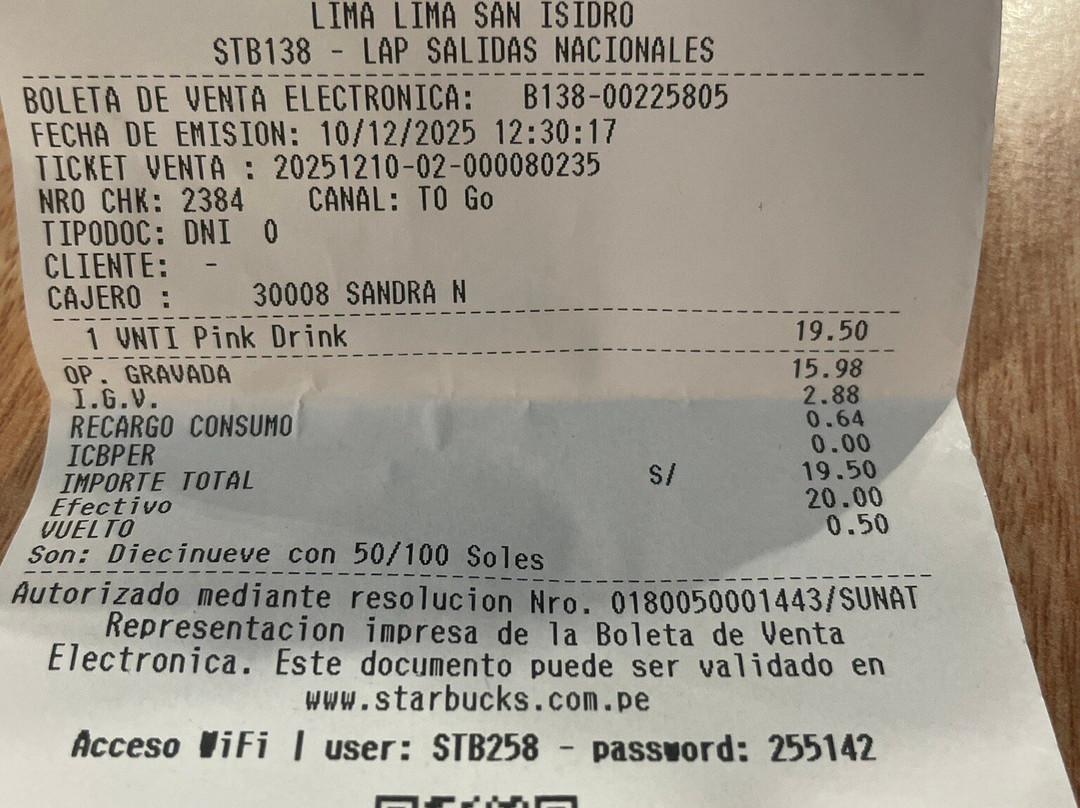 LIMA LIMA SAN ISIDRO
STB138 - LAP SALIDAS NACIONALES
BOLETA DE VENTA ELECTRONICA: B138-00225805
FECHA DE EMISION: 10/12/2025 12:30:17
TICKET VENTA : 20251210-02-000080235
NRO CHK: 2384 CANAL: TO Go
TIPODOC: DNI 0
CLIENTE: -
CAJERO : 30008 SANDRA N
1 VNTI Pink Drink 19.50
OP. GRAVADA 15.98
I.G.V. 2.88
RECARGO CONSUMO 0.64
ICBPER 0.00
IMPORTE TOTAL S/ 19.50
Efectivo 20.00
VUELTO 0.50
Son: Diecinueve con 50/100 Soles
Autorizado mediante resolucion Nro. 0180050001443/SUNAT
Representacion impresa de la Boleta de Venta
Electronica. Este documento puede ser validado en
www.starbucks.com.pe
Acceso WiFi | user: STB258 - password: 255142